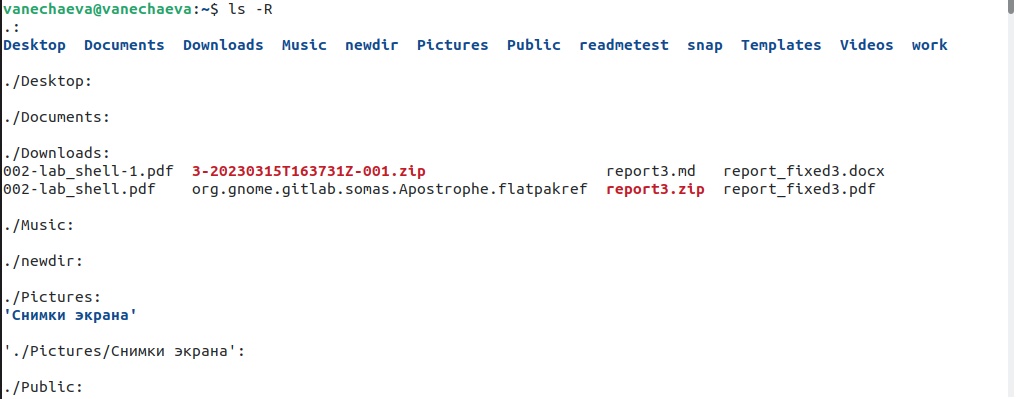 vanechaeva@vanechaeva:~$ ls -R
.:
Desktop  Documents  Downloads  Music  newdir  Pictures  Public  readmetest  snap  Templates  Videos  work
./Desktop:
./Documents:
./Downloads:
002-lab_shell-1.pdf  3-20230315T163731Z-001.zip                    report3.md   report_fixed3.docx
002-lab_shell.pdf    org.gnome.gitlab.somas.Apostrophe.flatpakref  report3.zip  report_fixed3.pdf
./Music:
./newdir:
./Pictures:
'Снимки экрана'
'./Pictures/Снимки экрана':
./Public: